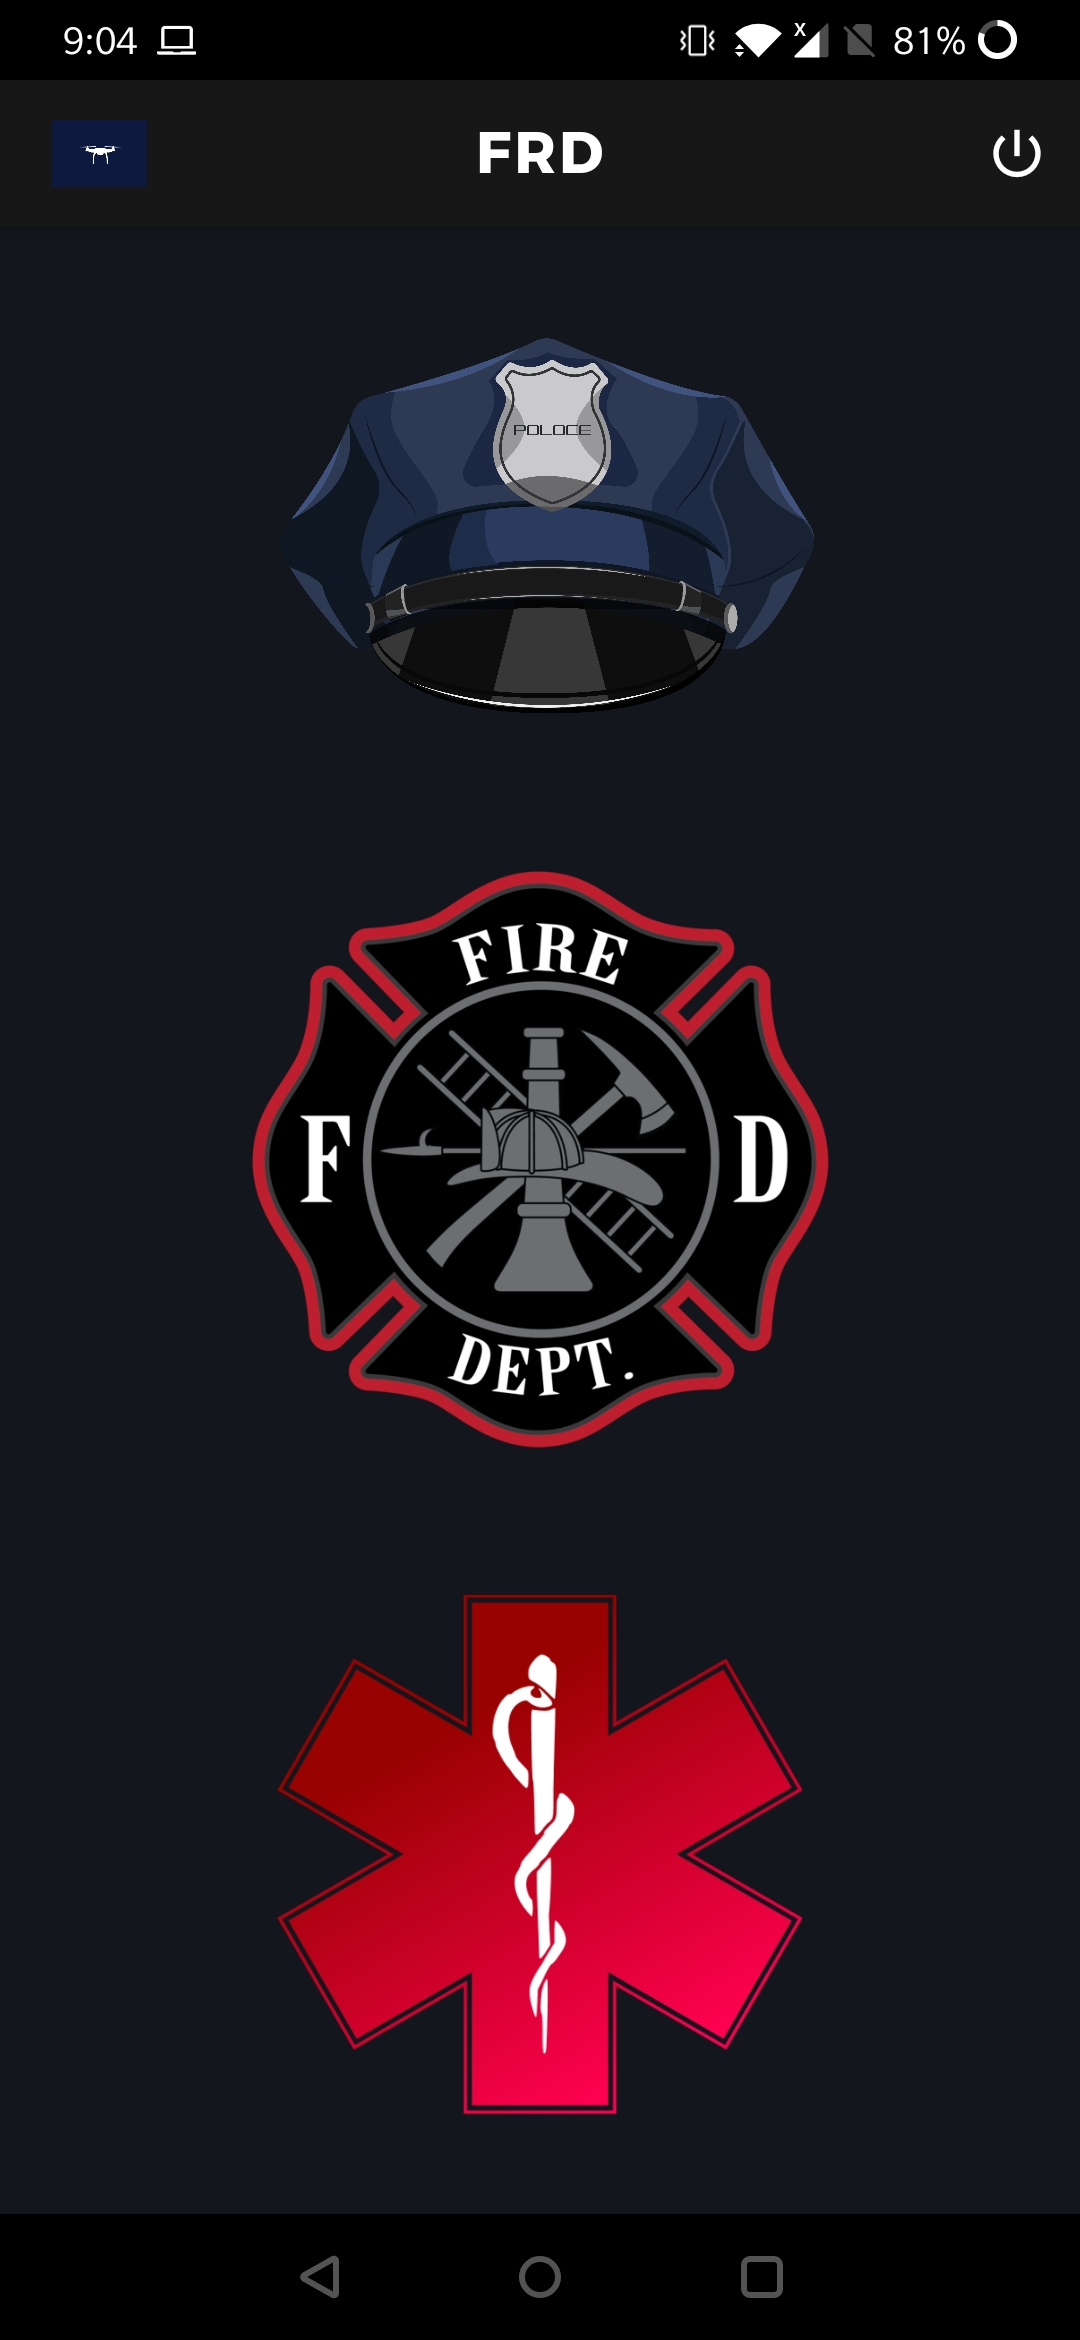 9:04
81%
FRD
POLOCE
FIRE
F D
DEPT.